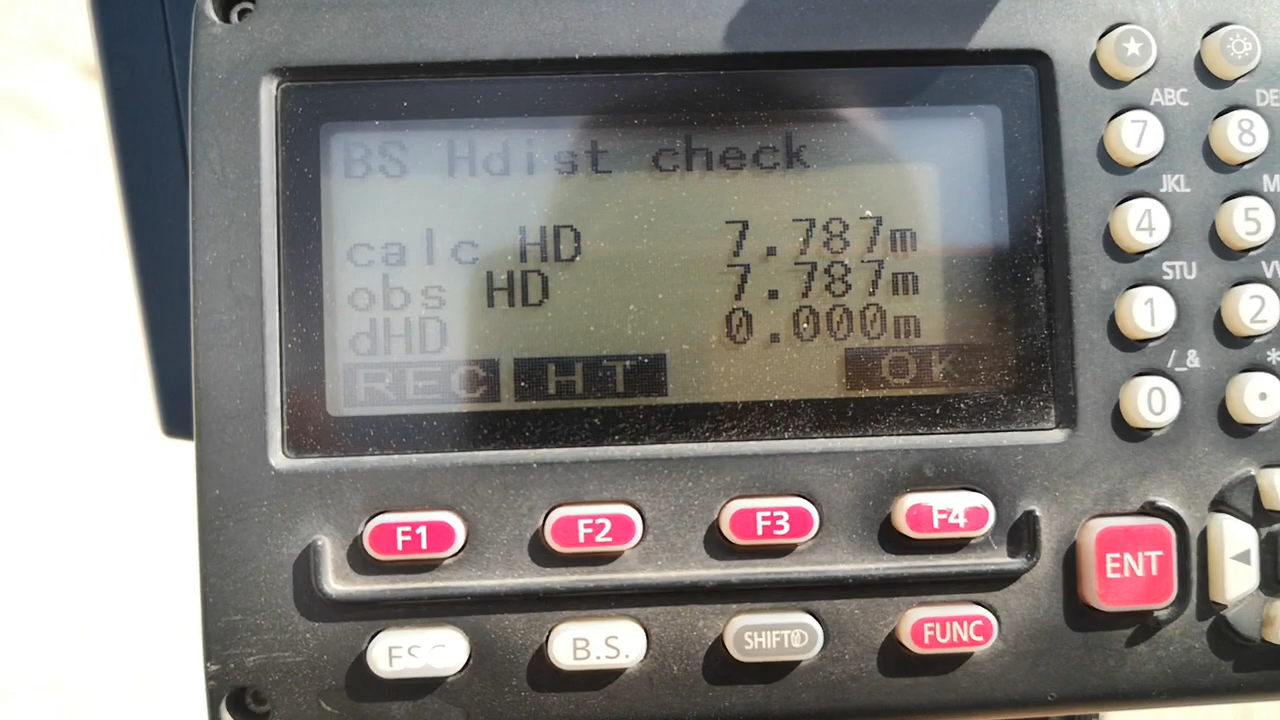 BS Hdist check
calc HD 7.787m
obs HD 7.787m
dHD 0.000m
REC HT OK
F1 F2 F3 F4
ENT
ESC B.S. SHIFT FUNC
ABC
7 8
JKL
4 5
STU
1 2
/_& *
0 .